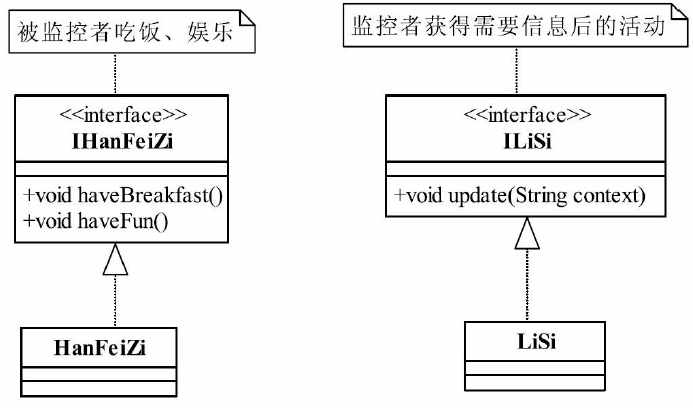 被监控者吃饭、娱乐
监控者获得需要信息后的活动
<<interface>>
IHanFeiZi
+void haveBreakfast()
+void haveFun()
HanFeiZi
<<interface>>
ILiSi
+void update(String context)
LiSi